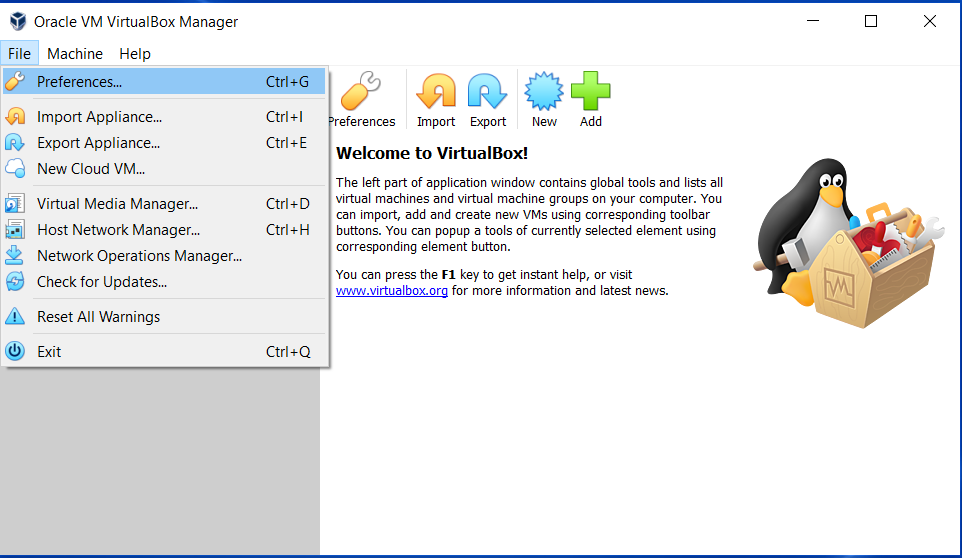 Oracle VM VirtualBox Manager
File Machine Help
Preferences... Ctrl+G
Import Appliance... Ctrl+I
Export Appliance... Ctrl+E
New Cloud VM...
Virtual Media Manager... Ctrl+D
Host Network Manager... Ctrl+H
Network Operations Manager...
Check for Updates...
Reset All Warnings
Exit Ctrl+Q
Preferences Import Export New Add
Welcome to VirtualBox!
The left part of application window contains global tools and lists all
virtual machines and virtual machine groups on your computer. You
can import, add and create new VMs using corresponding toolbar
buttons. You can popup a tools of currently selected element using
corresponding element button.
You can press the F1 key to get instant help, or visit
www.virtualbox.org for more information and latest news.